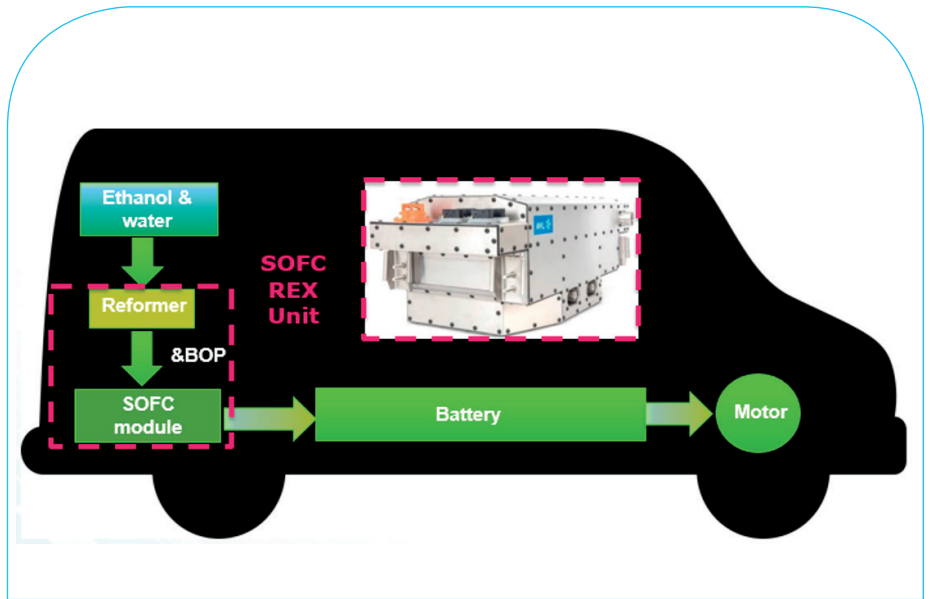 Ethanol &
water
SOFC
REX
Unit
Reformer
&BOP
SOFC
module
Battery
Motor